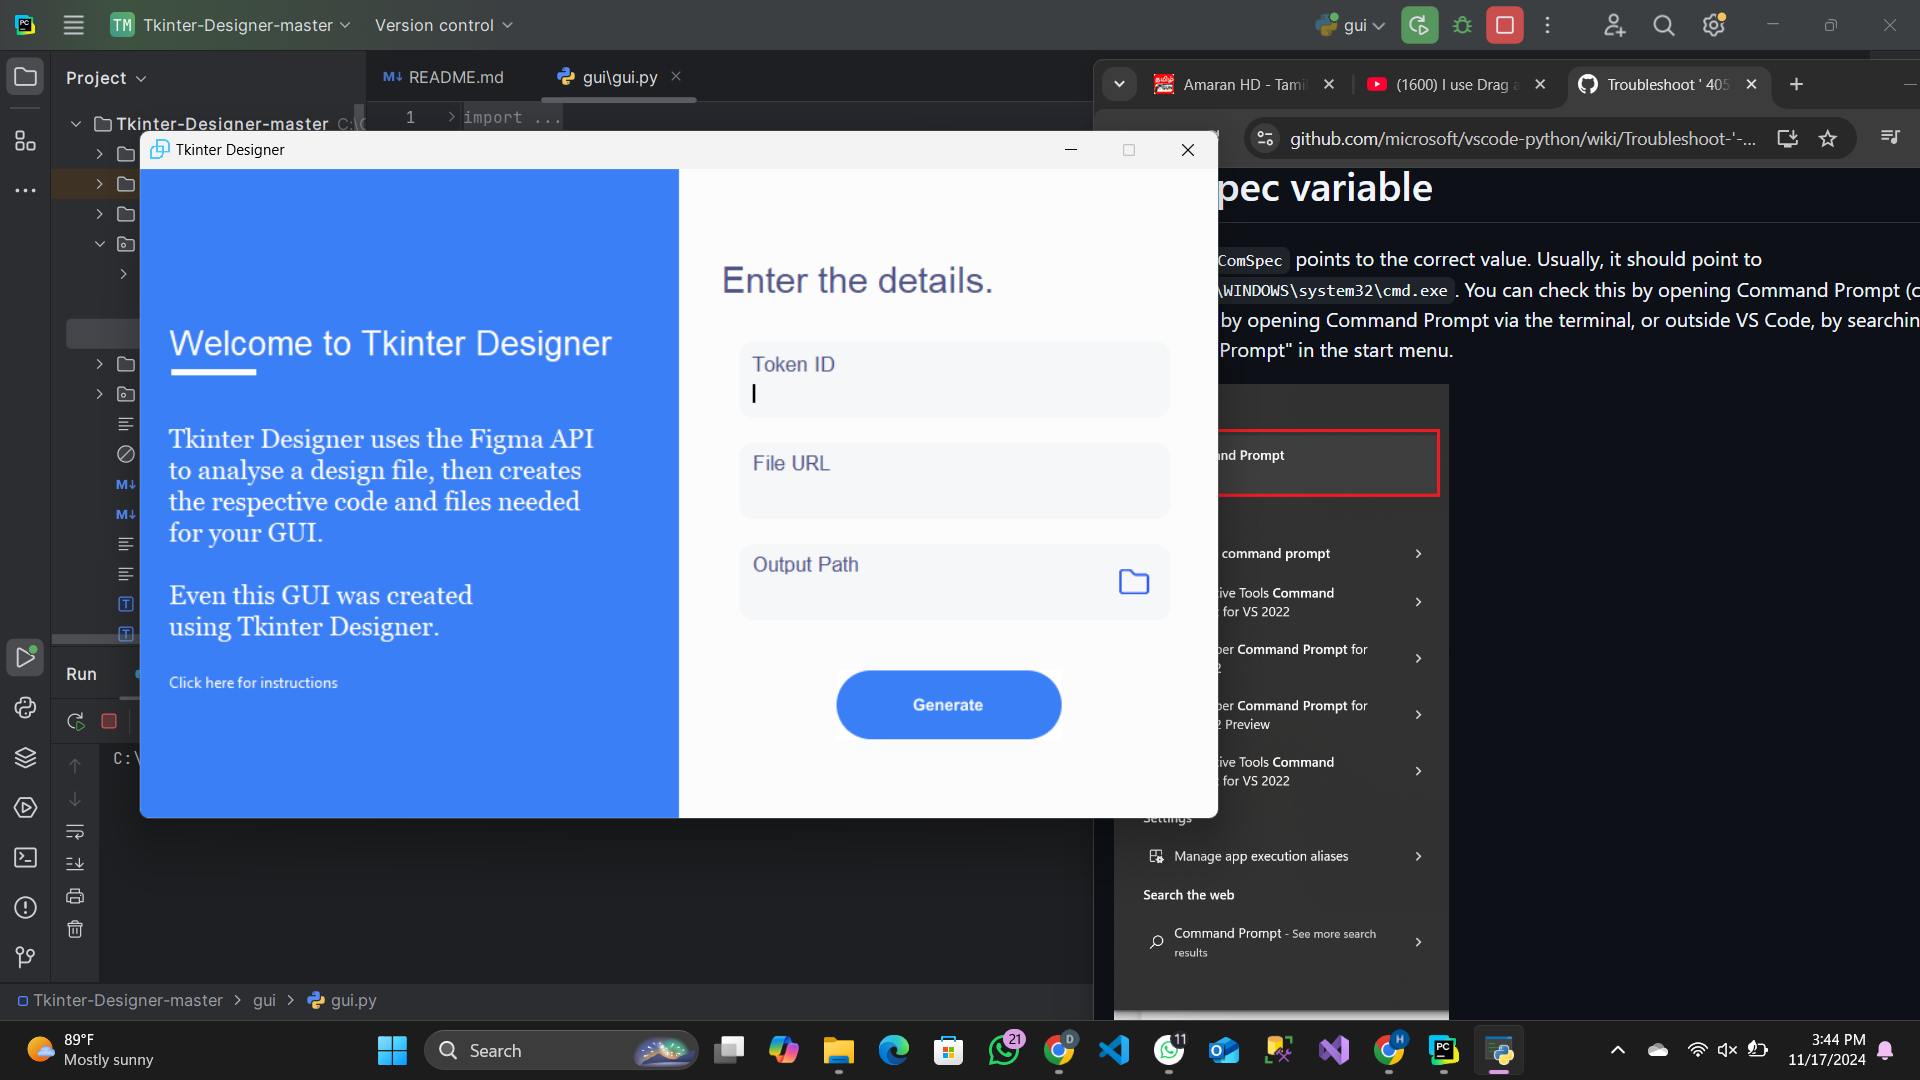 TM Tkinter-Designer-master
Version control
gui
Project
README.md
gui\gui.py
1 import ...
Tkinter-Designer-master
Amaran HD - Tami
(1600) I use Drag a
Troubleshoot ' 405
github.com/microsoft/vscode-python/wiki/Troubleshoot-'-...
Tkinter Designer
Welcome to Tkinter Designer
Tkinter Designer uses the Figma API
to analyse a design file, then creates
the respective code and files needed
for your GUI.
Even this GUI was created
using Tkinter Designer.
Click here for instructions
Enter the details.
Token ID
File URL
Output Path
Generate
pec variable
ComSpec points to the correct value. Usually, it should point to
\WINDOWS\system32\cmd.exe. You can check this by opening Command Prompt (c
by opening Command Prompt via the terminal, or outside VS Code, by searchin
Prompt" in the start menu.
nd Prompt
command prompt
ive Tools Command
for VS 2022
per Command Prompt for
2
per Command Prompt for
2 Preview
ive Tools Command
for VS 2022
Settings
Manage app execution aliases
Search the web
Command Prompt - See more search
results
Run
C:\
Tkinter-Designer-master > gui > gui.py
89°F
Mostly sunny
Search
21
D
11
H
PC
3:44 PM
11/17/2024